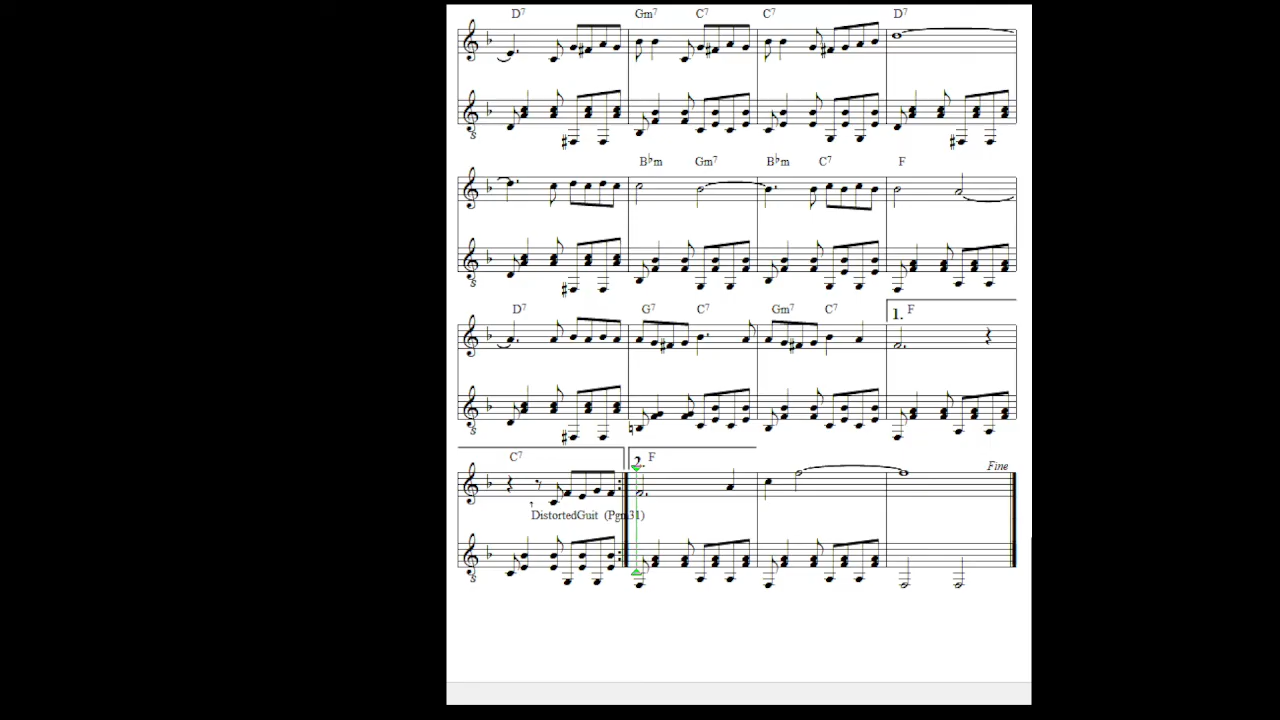 D7 Gm7 C7 C7 D7
B♭m Gm7 B♭m C7 F
D7 G7 C7 Gm7 C7 1. F
C7 2. F Fine
DistortedGuit (Pgm31)